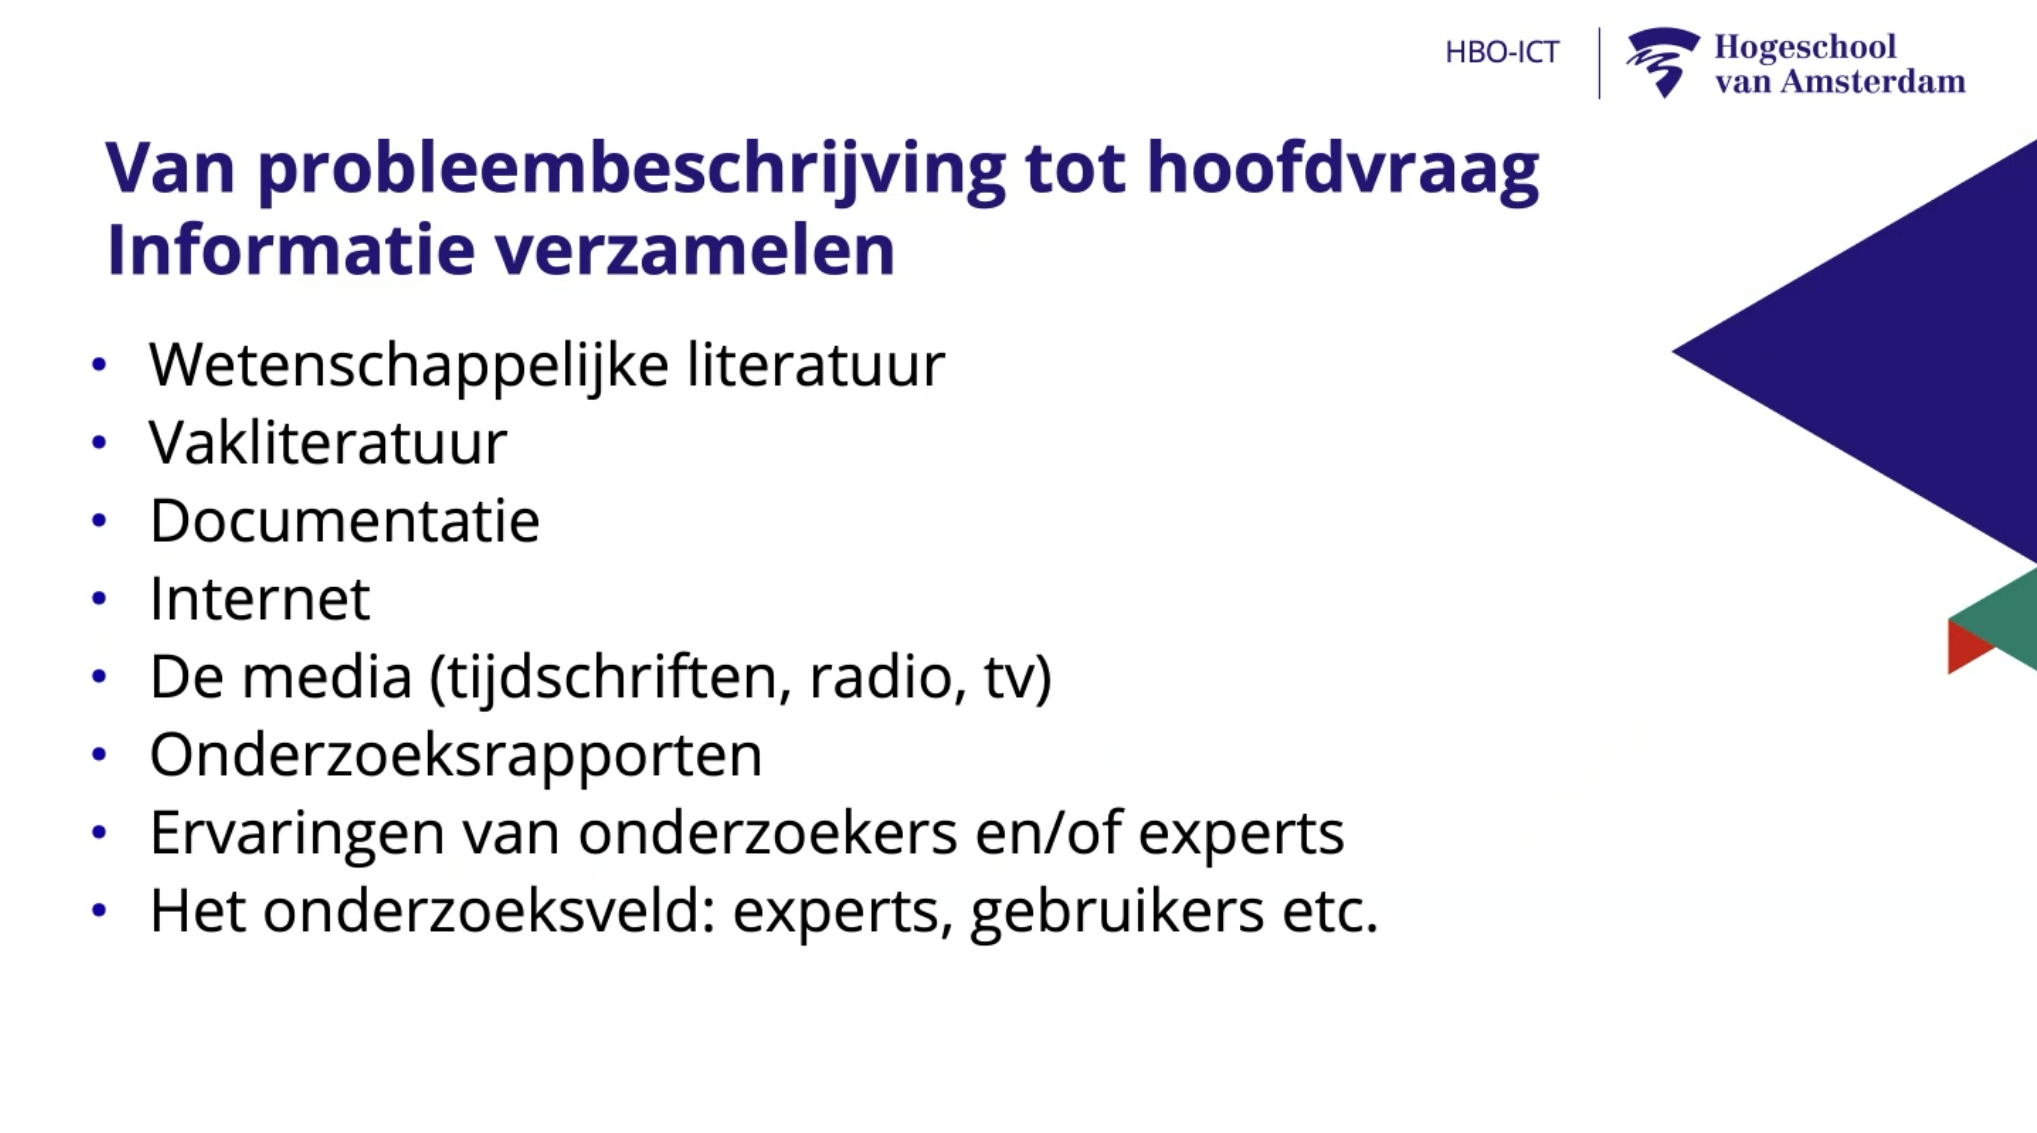 HBO-ICT
Hogeschool
van Amsterdam
Van probleembeschrijving tot hoofdvraag
Informatie verzamelen
• Wetenschappelijke literatuur
• Vakliteratuur
• Documentatie
• Internet
• De media (tijdschriften, radio, tv)
• Onderzoeksrapporten
• Ervaringen van onderzoekers en/of experts
• Het onderzoeksveld: experts, gebruikers etc.